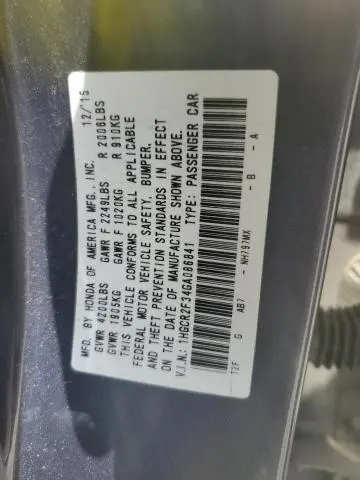 MFD. BY HONDA OF AMERICA MFG., INC. 12/15
GVWR 4200LBS GAWR F 2249LBS R 2006LBS
GVWR 1905KG GAWR F 1020KG R 910KG
THIS VEHICLE CONFORMS TO ALL APPLICABLE
FEDERAL MOTOR VEHICLE SAFETY, BUMPER,
AND THEFT PREVENTION STANDARDS IN EFFECT
ON THE DATE OF MANUFACTURE SHOWN ABOVE.
V.I.N.: 1HGCR2F34GA086841 TYPE: PASSENGER CAR
T2F G AB7 - NH797MX - B - A